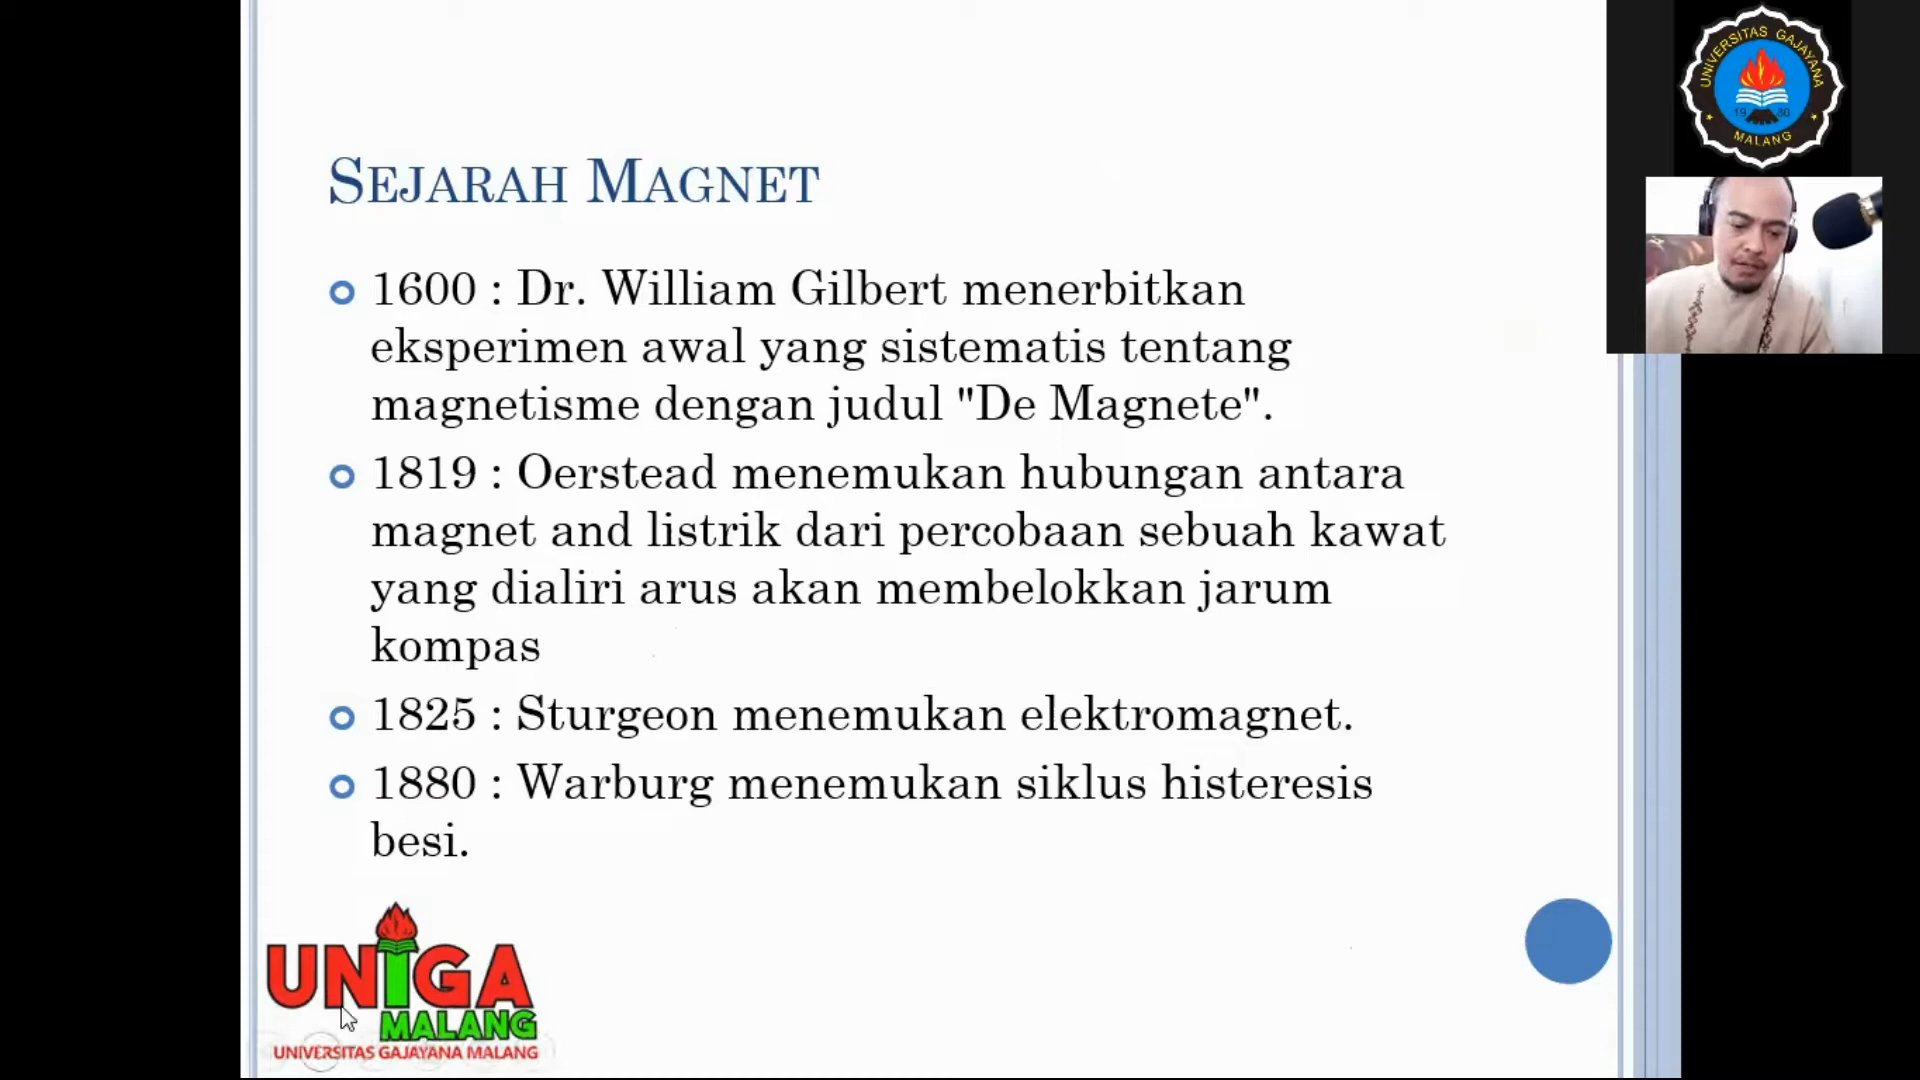 SEJARAH MAGNET
1600 : Dr. William Gilbert menerbitkan
eksperimen awal yang sistematis tentang
magnetisme dengan judul "De Magnete".
1819 : Oerstead menemukan hubungan antara
magnet and listrik dari percobaan sebuah kawat
yang dialiri arus akan membelokkan jarum
kompas
1825 : Sturgeon menemukan elektromagnet.
1880 : Warburg menemukan siklus histeresis
besi.
UNIGA
MALANG
UNIVERSITAS GAJAYANA MALANG
UNIVERSITAS GAJAYANA
1980
MALANG